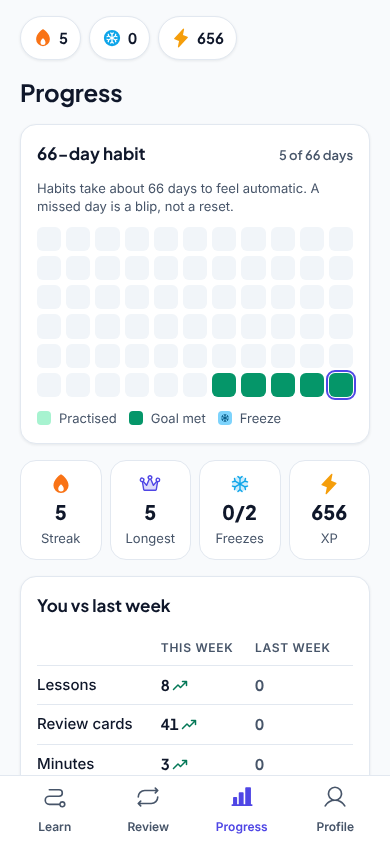 5 0 656
Progress
66-day habit 5 of 66 days
Habits take about 66 days to feel automatic. A
missed day is a blip, not a reset.
Practised Goal met Freeze
5 5 0/2 656
Streak Longest Freezes XP
You vs last week
THIS WEEK LAST WEEK
Lessons 8 0
Review cards 41 0
Minutes 3 0
Learn Review Progress Profile